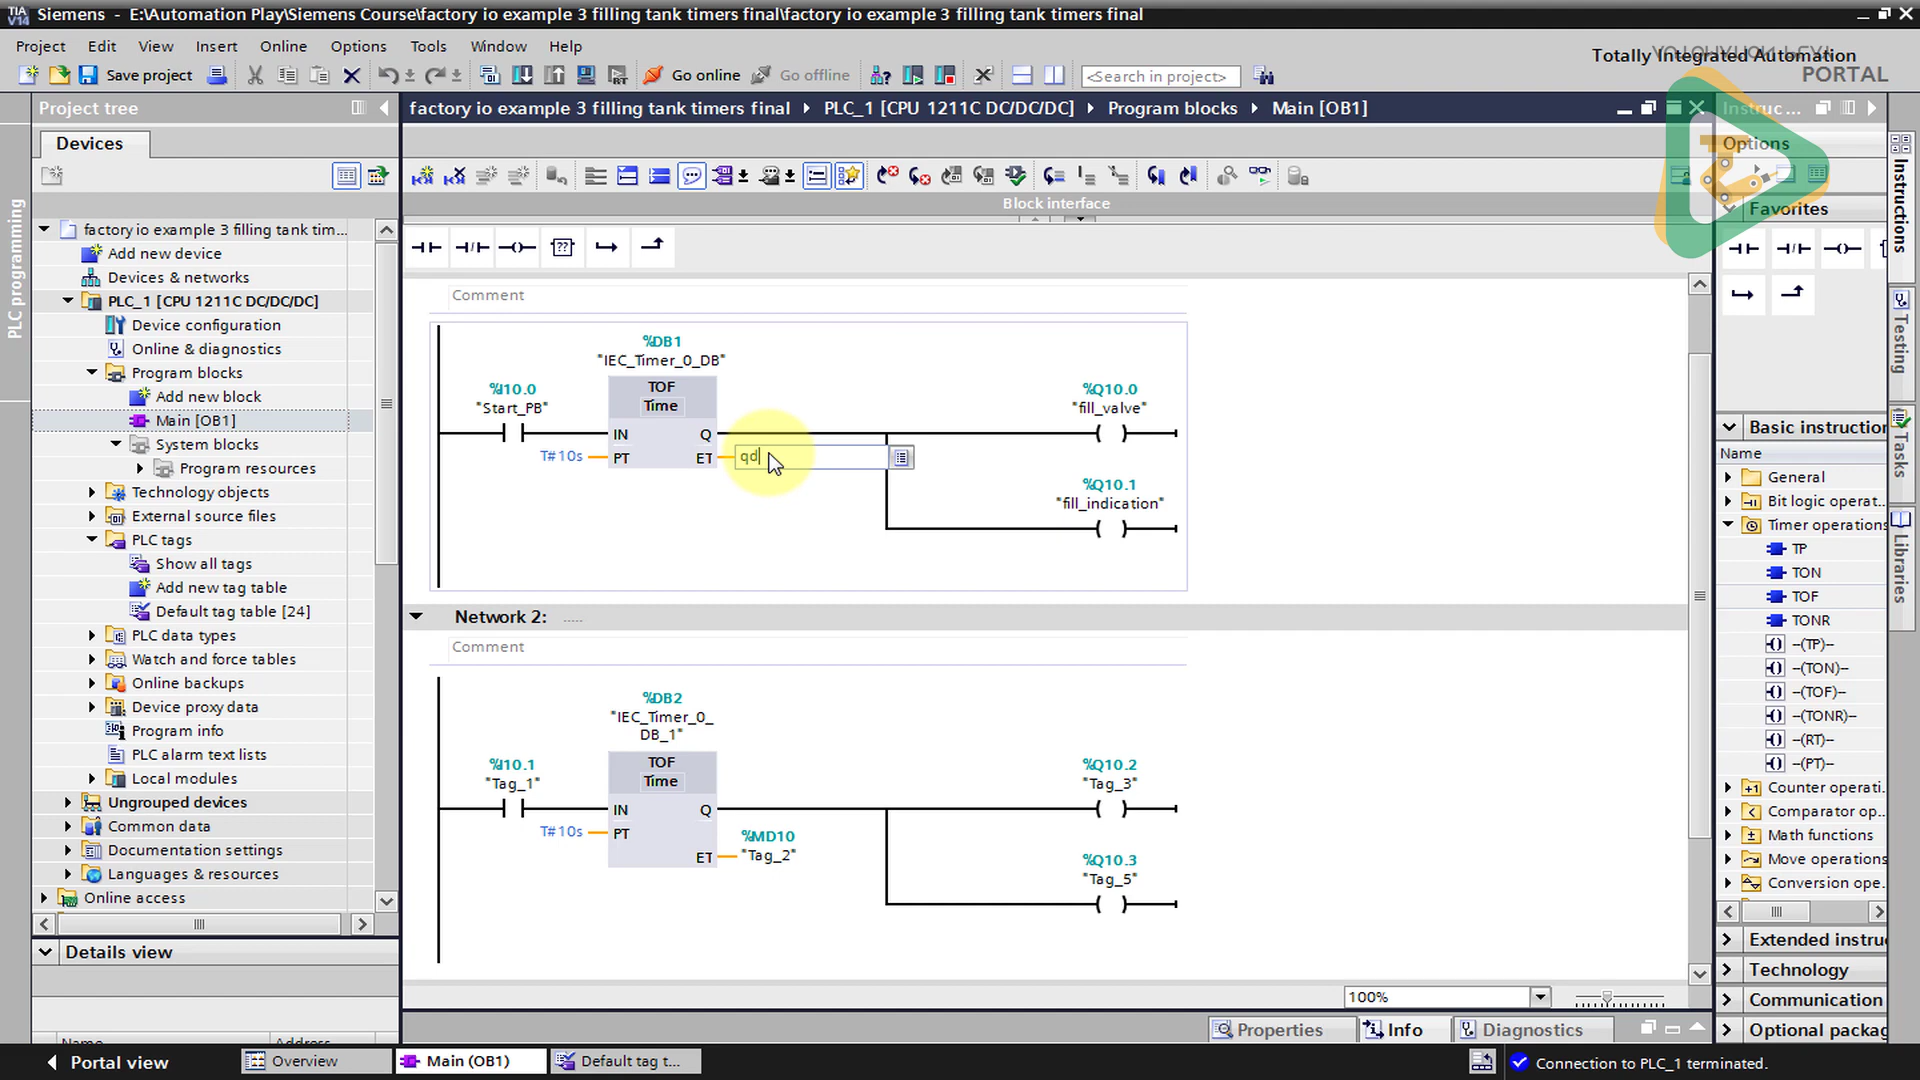 TIA
V14
Siemens - E:\Automation Play\Siemens Course\factory io example 3 filling tank timers final\factory io example 3 filling tank timers final
Project Edit View Insert Online Options Tools Window Help
Totally Integrated Automation
PORTAL
Save project
Go online
Go offline
<Search in project>
Project tree
factory io example 3 filling tank timers final PLC_1 [CPU 1211C DC/DC/DC] Program blocks Main [OB1]
Instruc...
Devices
Options
Block interface
PLC programming
Favorites
factory io example 3 filling tank tim...
Add new device
Devices & networks
PLC_1 [CPU 1211C DC/DC/DC]
Device configuration
Online & diagnostics
Program blocks
Add new block
Main [OB1]
System blocks
Program resources
Technology objects
External source files
PLC tags
Show all tags
Add new tag table
Default tag table [24]
PLC data types
Watch and force tables
Online backups
Device proxy data
Program info
PLC alarm text lists
Local modules
Ungrouped devices
Common data
Documentation settings
Languages & resources
Online access
Details view
Comment
%DB1
"IEC_Timer_0_DB"
TOF
Time
%I10.0
"Start_PB"
IN Q
T#10s PT ET qd
%Q10.0
"fill_valve"
%Q10.1
"fill_indication"
Network 2: .....
Comment
%DB2
"IEC_Timer_0_
DB_1"
TOF
Time
%I10.1
"Tag_1"
IN Q
T#10s PT
ET
%MD10
"Tag_2"
%Q10.2
"Tag_3"
%Q10.3
"Tag_5"
100%
Properties Info Diagnostics
Basic instruction
Name
General
Bit logic operat...
Timer operations
TP
TON
TOF
TONR
-(TP)-
-(TON)-
-(TOF)-
-(TONR)-
-(RT)-
-(PT)-
Counter operati...
Comparator op...
Math functions
Move operations
Conversion ope...
Extended instru
Technology
Communication
Optional packag
Instructions
Testing
Tasks
Libraries
Portal view
Overview
Main (OB1)
Default tag t...
Connection to PLC_1 terminated.